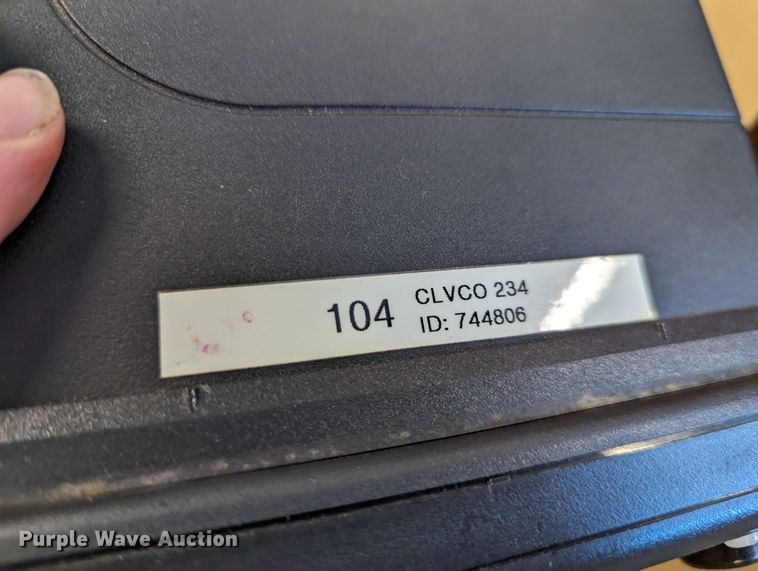 104 CLVCO 234
ID: 744806
Purple Wave Auction